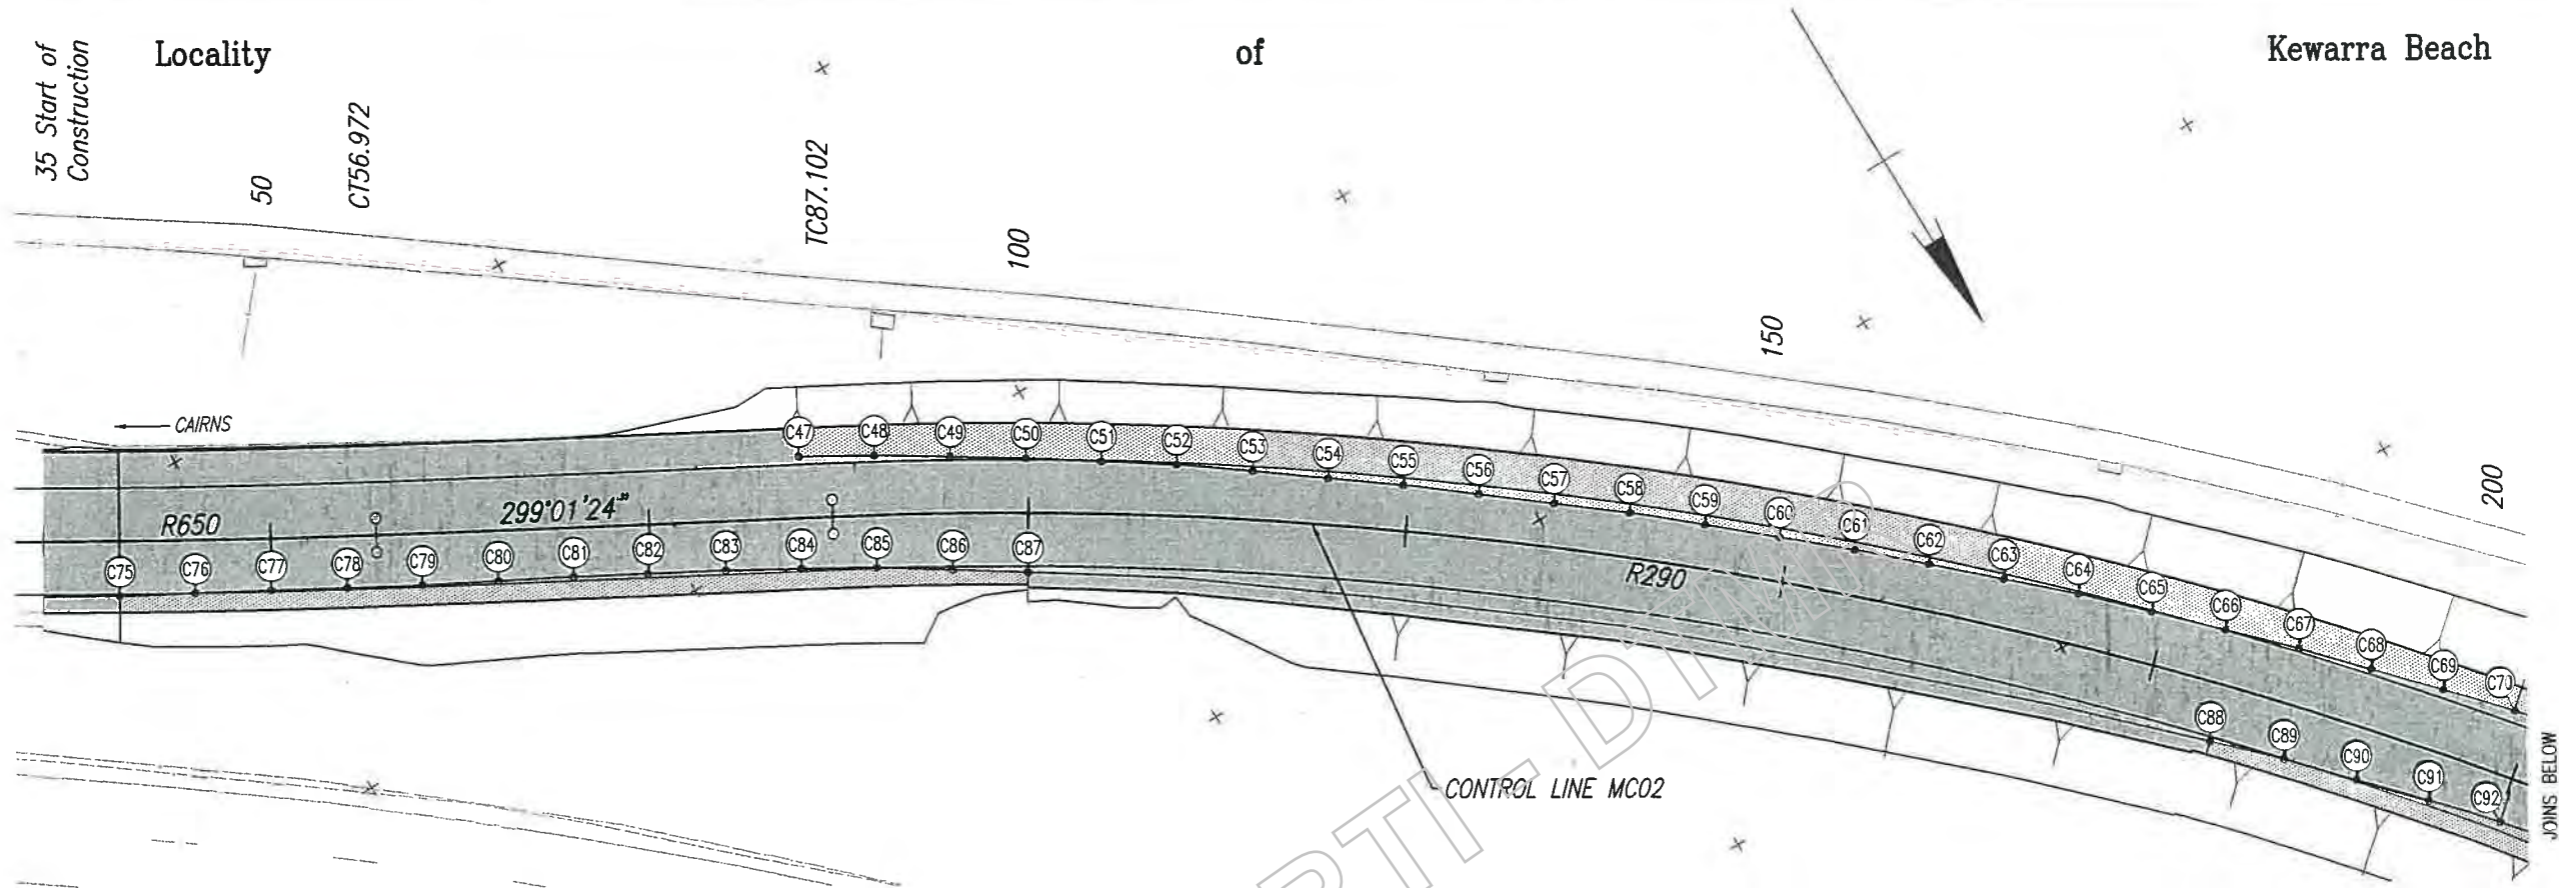 Locality of Kewarra Beach
35 Start of
Construction
50
CT56.972
TC87.102
100
150
200
CAIRNS
C47 C48 C49 C50 C51 C52 C53 C54 C55 C56 C57 C58 C59 C60 C61 C62 C63 C64 C65 C66 C67 C68 C69 C70
R650
299°01'24"
R290
C75 C76 C77 C78 C79 C80 C81 C82 C83 C84 C85 C86 C87
C88 C89 C90 C91 C92
CONTROL LINE MC02
JOINS BELOW
RTI - DTMR